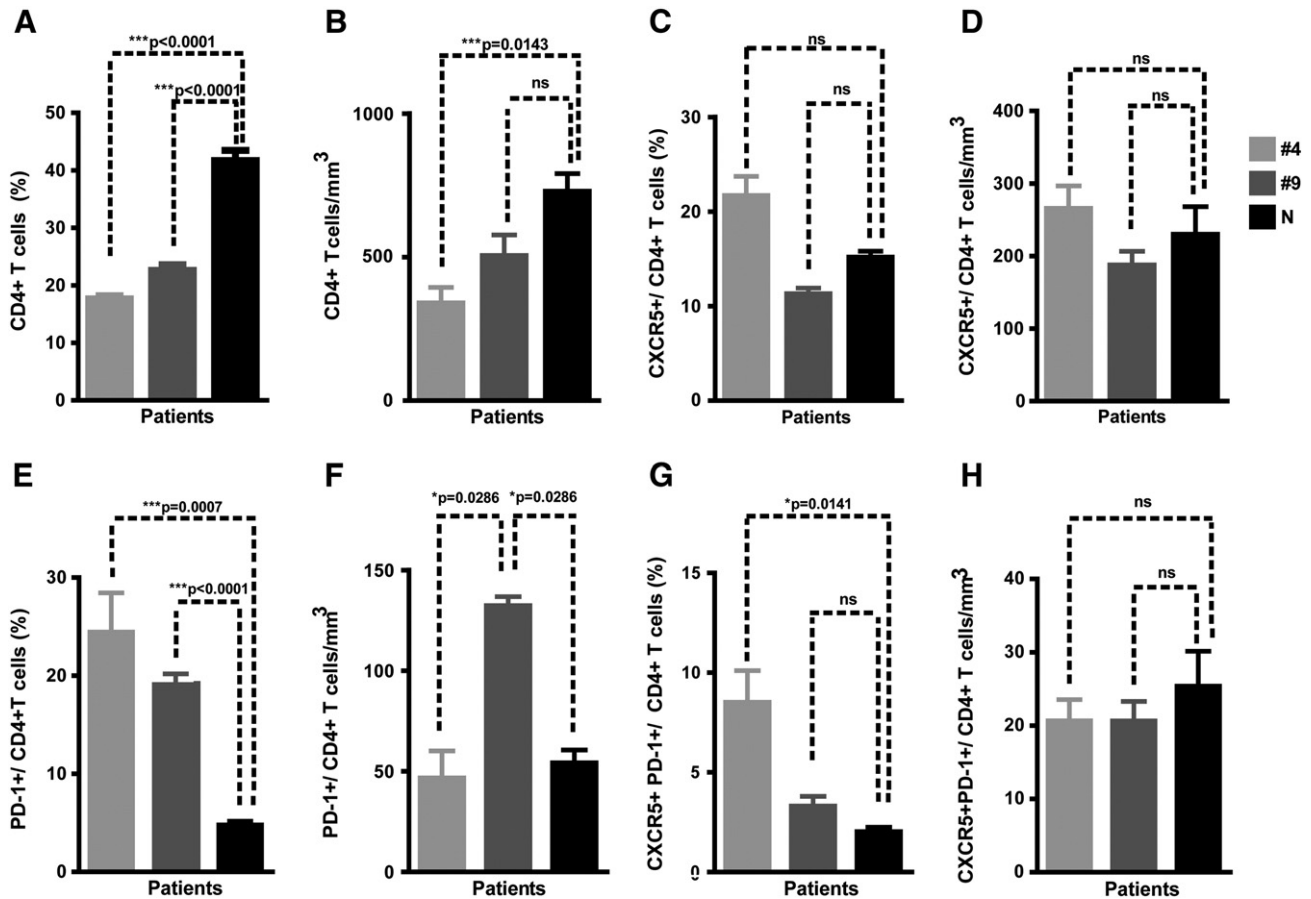 A
***p<0.0001
***p<0.0001
50
40
30
20
10
0
CD4+ T cells (%)
Patients
B
***p=0.0143
ns
1000
500
0
CD4+ T cells/mm3
Patients
C
ns
ns
30
20
10
0
CXCR5+/ CD4+ T cells (%)
Patients
D
ns
ns
400
300
200
100
0
CXCR5+/ CD4+ T cells/mm3
Patients
#4
#9
N
E
***p=0.0007
***p<0.0001
30
20
10
0
PD-1+/ CD4+T cells (%)
Patients
F
*p=0.0286
*p=0.0286
150
100
50
0
PD-1+/ CD4+ T cells/mm3
Patients
G
*p=0.0141
ns
15
10
5
0
CXCR5+ PD-1+/ CD4+ T cells (%)
Patients
H
ns
ns
40
30
20
10
0
CXCR5+PD-1+/ CD4+ T cells/mm3
Patients